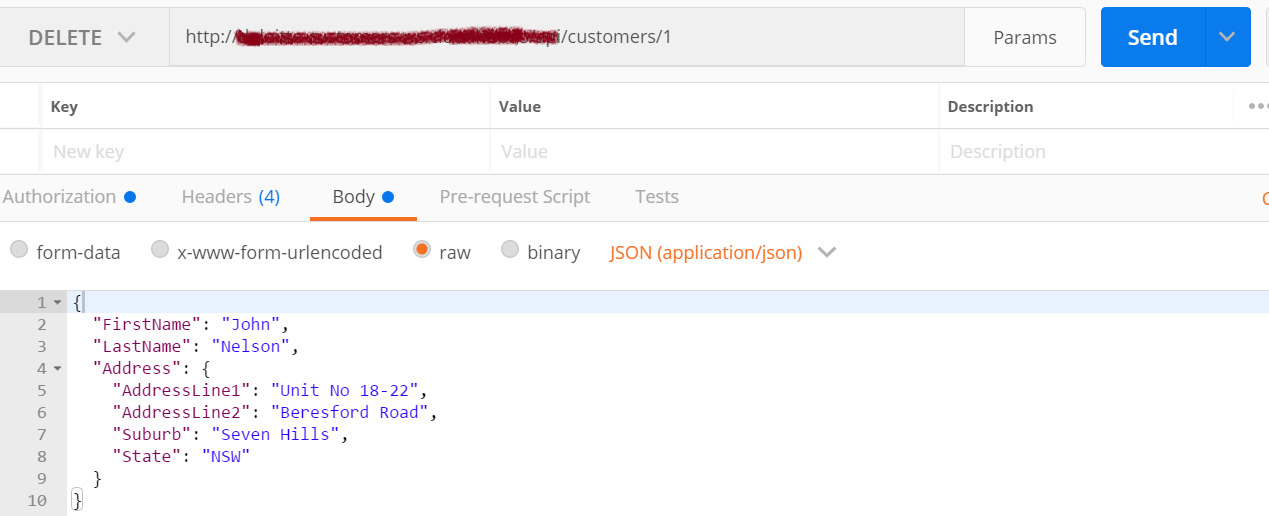 DELETE http:// i/customers/1 Params Send
Key Value Description
New key Value Description
Authorization Headers (4) Body Pre-request Script Tests
form-data x-www-form-urlencoded raw binary JSON (application/json)
1 {
2 "FirstName": "John",
3 "LastName": "Nelson",
4 "Address": {
5 "AddressLine1": "Unit No 18-22",
6 "AddressLine2": "Beresford Road",
7 "Suburb": "Seven Hills",
8 "State": "NSW"
9 }
10 }